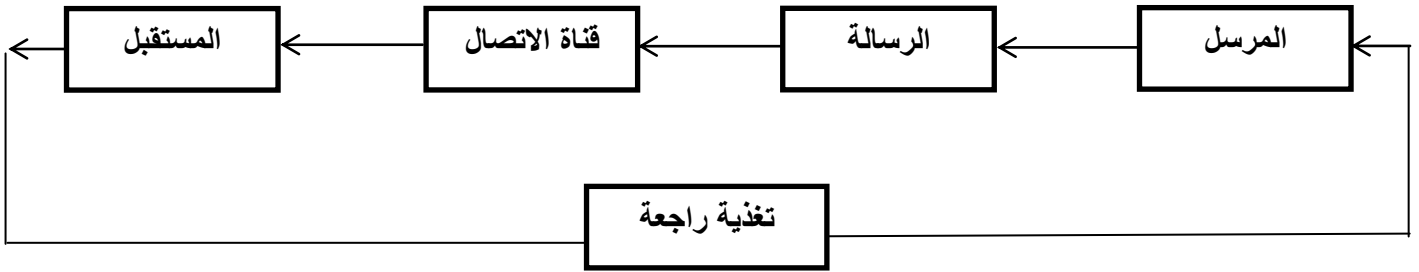 المرسل
الرسالة
قناة الاتصال
المستقبل
تغذية راجعة